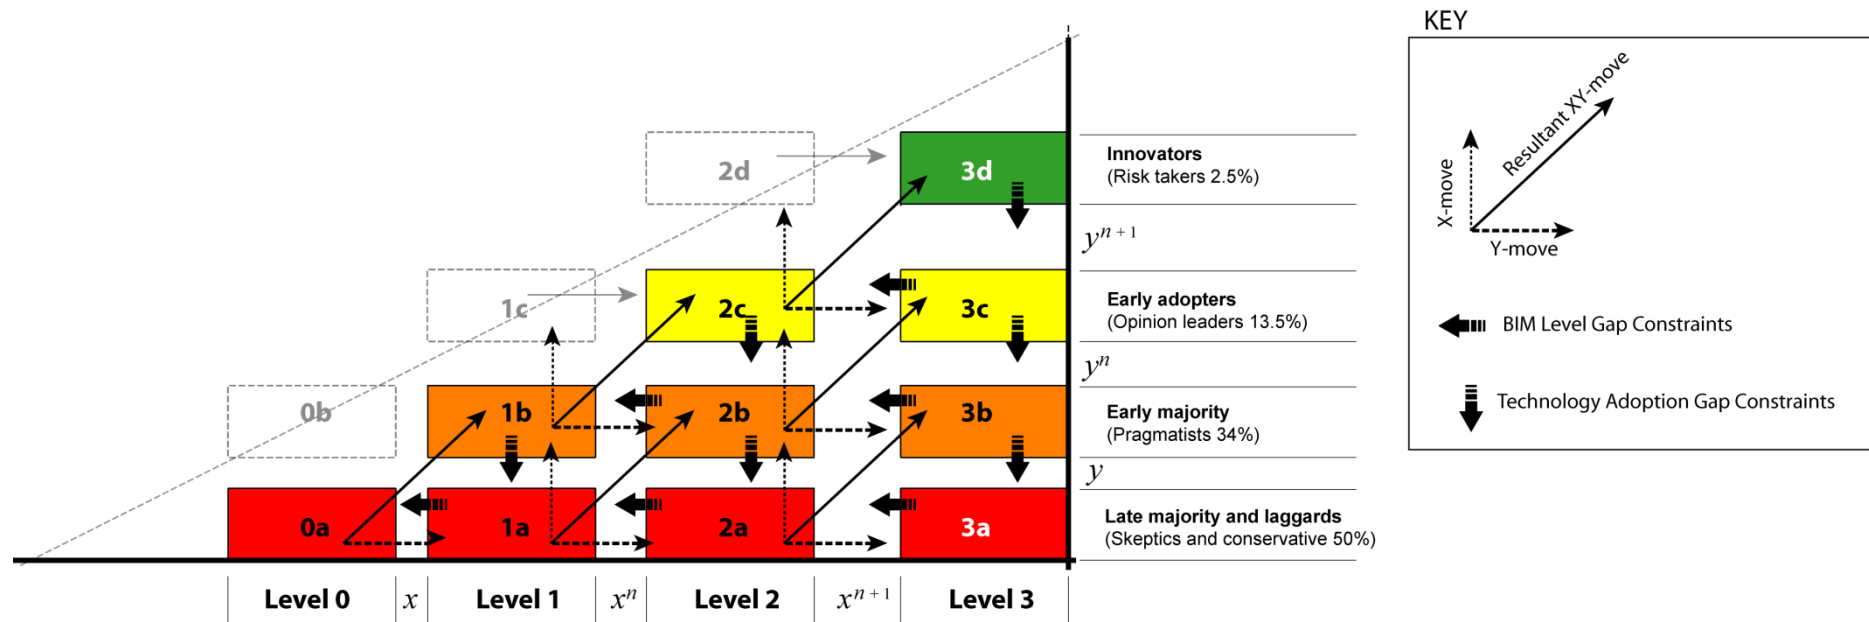 KEY
Resultant XY-move
X-move
Y-move
BIM Level Gap Constraints
Technology Adoption Gap Constraints
2d
3d
Innovators
(Risk takers 2.5%)
yⁿ⁺¹
1c
2c
3c
Early adopters
(Opinion leaders 13.5%)
yⁿ
0b
1b
2b
3b
Early majority
(Pragmatists 34%)
y
0a
1a
2a
3a
Late majority and laggards
(Skeptics and conservative 50%)
Level 0
x
Level 1
xⁿ
Level 2
xⁿ⁺¹
Level 3